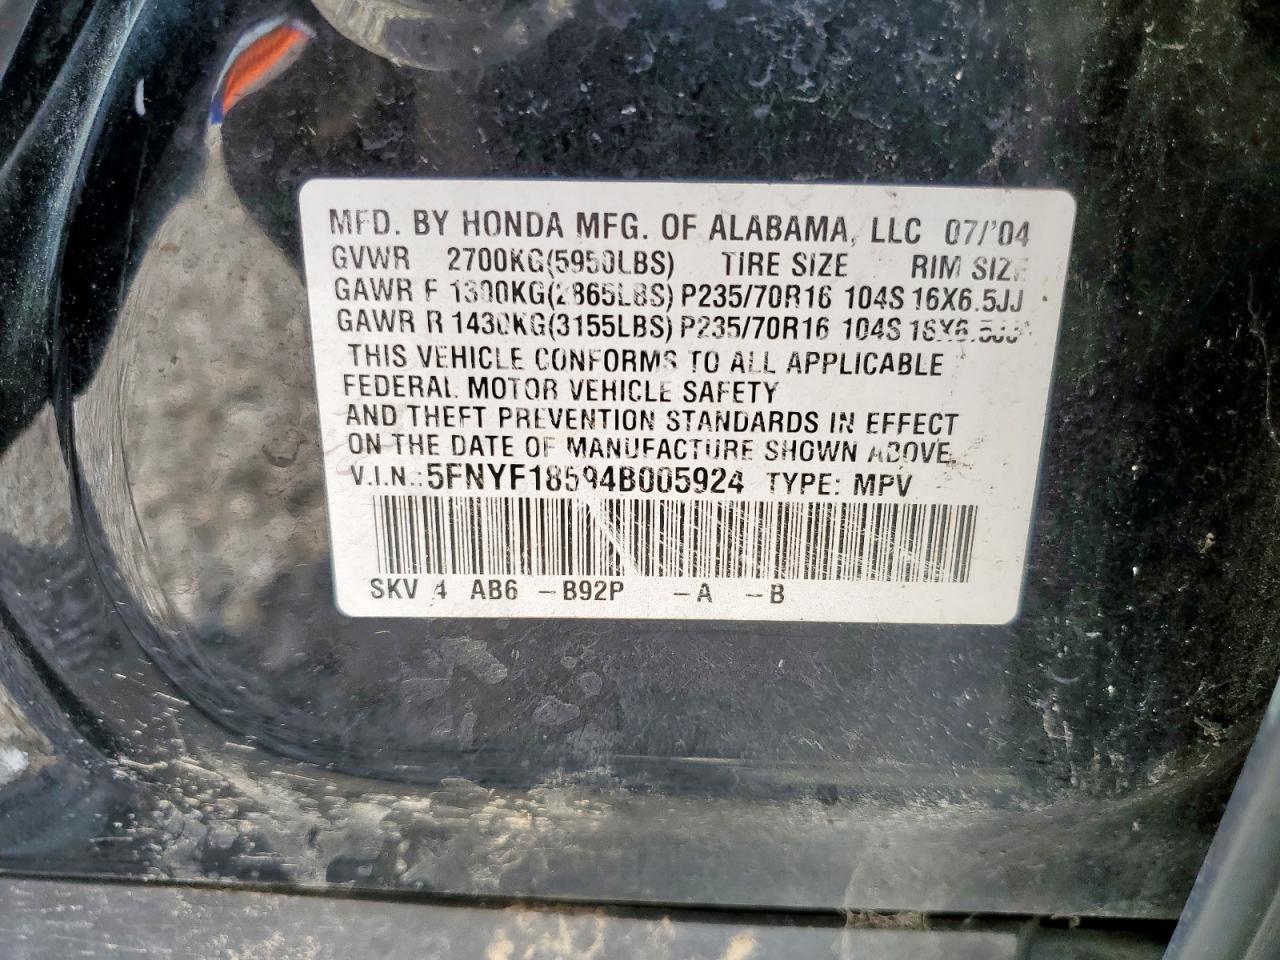 MFD. BY HONDA MFG. OF ALABAMA, LLC 07/'04
GVWR 2700KG(5950LBS) TIRE SIZE RIM SIZE
GAWR F 1300KG(2865LBS) P235/70R16 104S 16X6.5JJ
GAWR R 1430KG(3155LBS) P235/70R16 104S 16X6.5JJ
THIS VEHICLE CONFORMS TO ALL APPLICABLE
FEDERAL MOTOR VEHICLE SAFETY
AND THEFT PREVENTION STANDARDS IN EFFECT
ON THE DATE OF MANUFACTURE SHOWN ABOVE.
V.I.N.: 5FNYF18594B005924 TYPE: MPV
SKV 4 AB6 -B92P -A -B